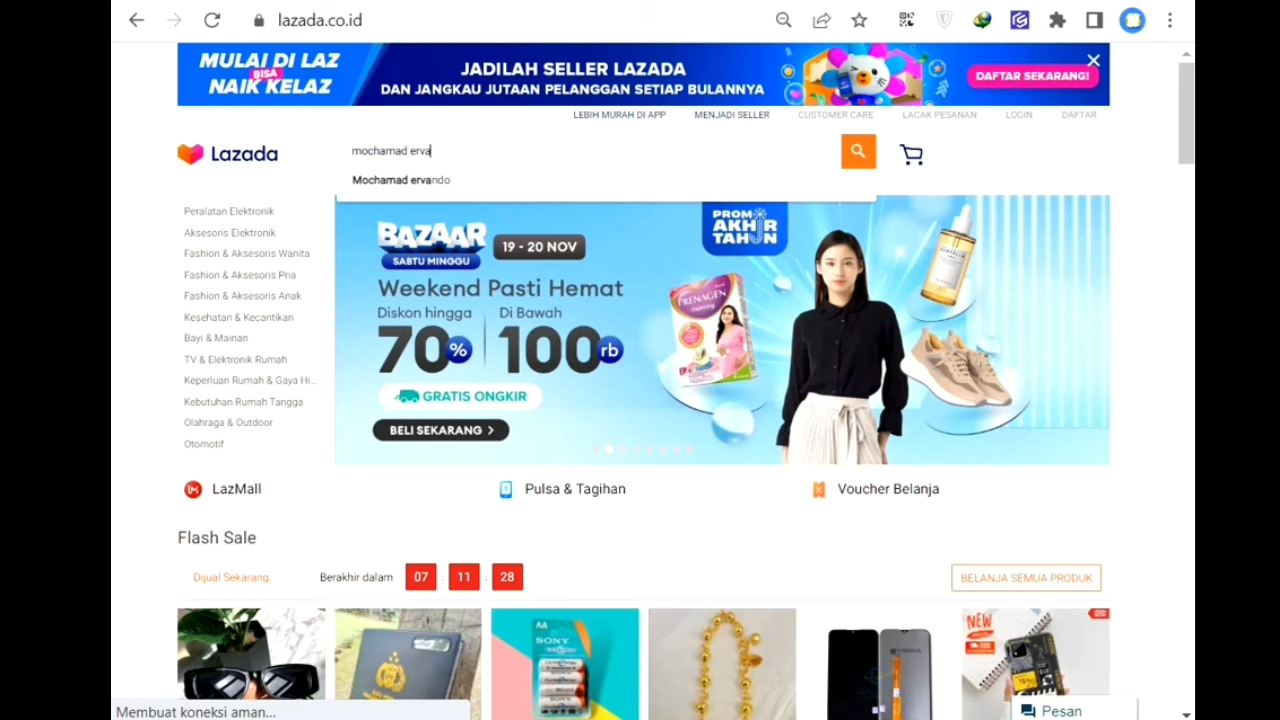 lazada.co.id
MULAI DI LAZ
BISA
NAIK KELAZ
JADILAH SELLER LAZADA
DAN JANGKAU JUTAAN PELANGGAN SETIAP BULANNYA
DAFTAR SEKARANG!
LEBIH MURAH DI APP
MENJADI SELLER
CUSTOMER CARE
LACAK PESANAN
LOGIN
DAFTAR
Lazada
mochamad erva
Mochamad ervando
Peralatan Elektronik
Aksesoris Elektronik
Fashion & Aksesoris Wanita
Fashion & Aksesoris Pria
Fashion & Aksesoris Anak
Kesehatan & Kecantikan
Bayi & Mainan
TV & Elektronik Rumah
Keperluan Rumah & Gaya Hi...
Kebutuhan Rumah Tangga
Olahraga & Outdoor
Otomotif
BAZAAR
SABTU MINGGU
19 - 20 NOV
Weekend Pasti Hemat
Diskon hingga
70%
Di Bawah
100rb
GRATIS ONGKIR
BELI SEKARANG >
PROMO
AKHIR
TAHUN
PRENAGEN
LazMall
Pulsa & Tagihan
Voucher Belanja
Flash Sale
Dijual Sekarang
Berakhir dalam
07 : 11 : 28
BELANJA SEMUA PRODUK
AA
SONY
NEW
Membuat koneksi aman...
Pesan